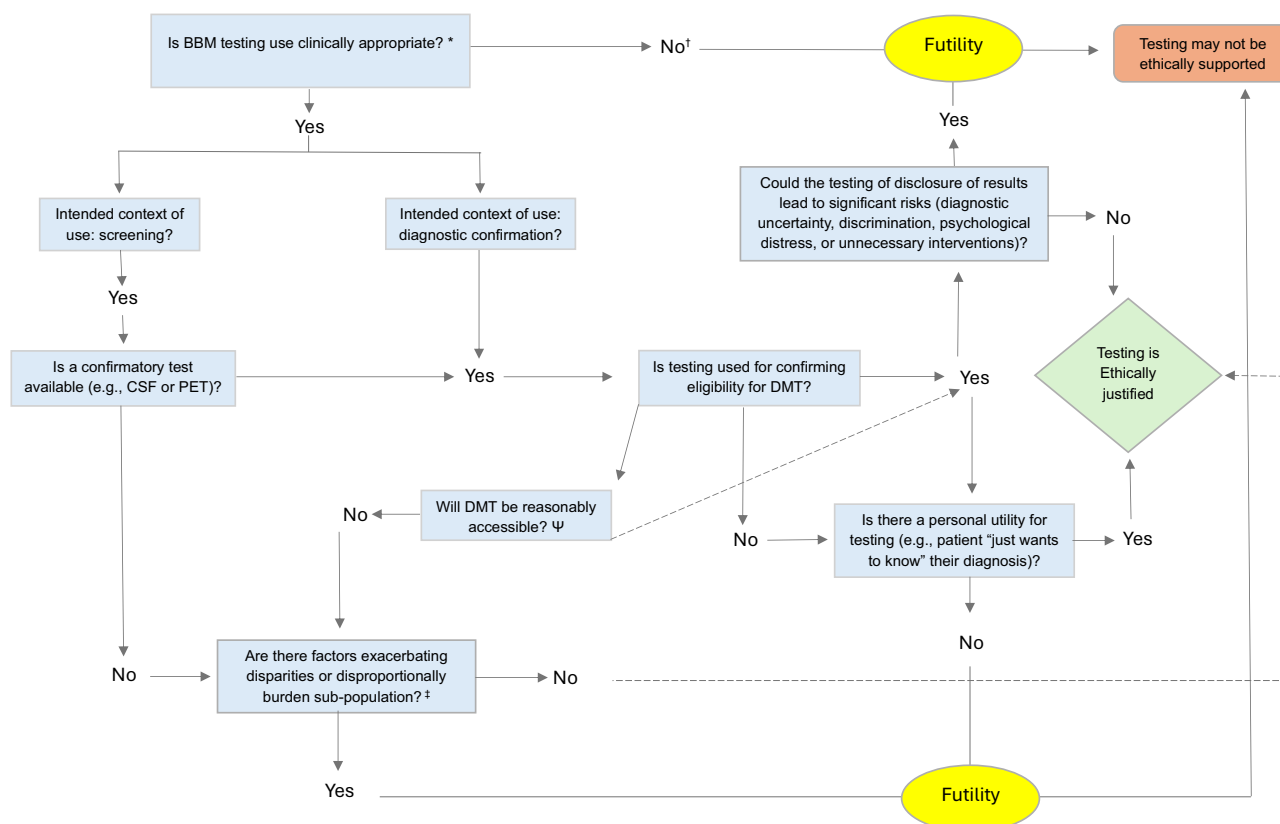 Is BBM testing use clinically appropriate? *
No†
Futility
Testing may not be
ethically supported
Yes
Yes
Intended context of
use: screening?
Intended context of use:
diagnostic confirmation?
Could the testing of disclosure of results
lead to significant risks (diagnostic
uncertainty, discrimination, psychological
distress, or unnecessary interventions)?
No
Yes
Is a confirmatory test
available (e.g., CSF or PET)?
Yes
Is testing used for confirming
eligibility for DMT?
Yes
Testing is
Ethically
justified
Will DMT be reasonably
accessible? Ψ
No
No
Is there a personal utility for
testing (e.g., patient “just wants
to know” their diagnosis)?
Yes
No
No
Are there factors exacerbating
disparities or disproportionally
burden sub-population? ‡
No
Yes
Futility